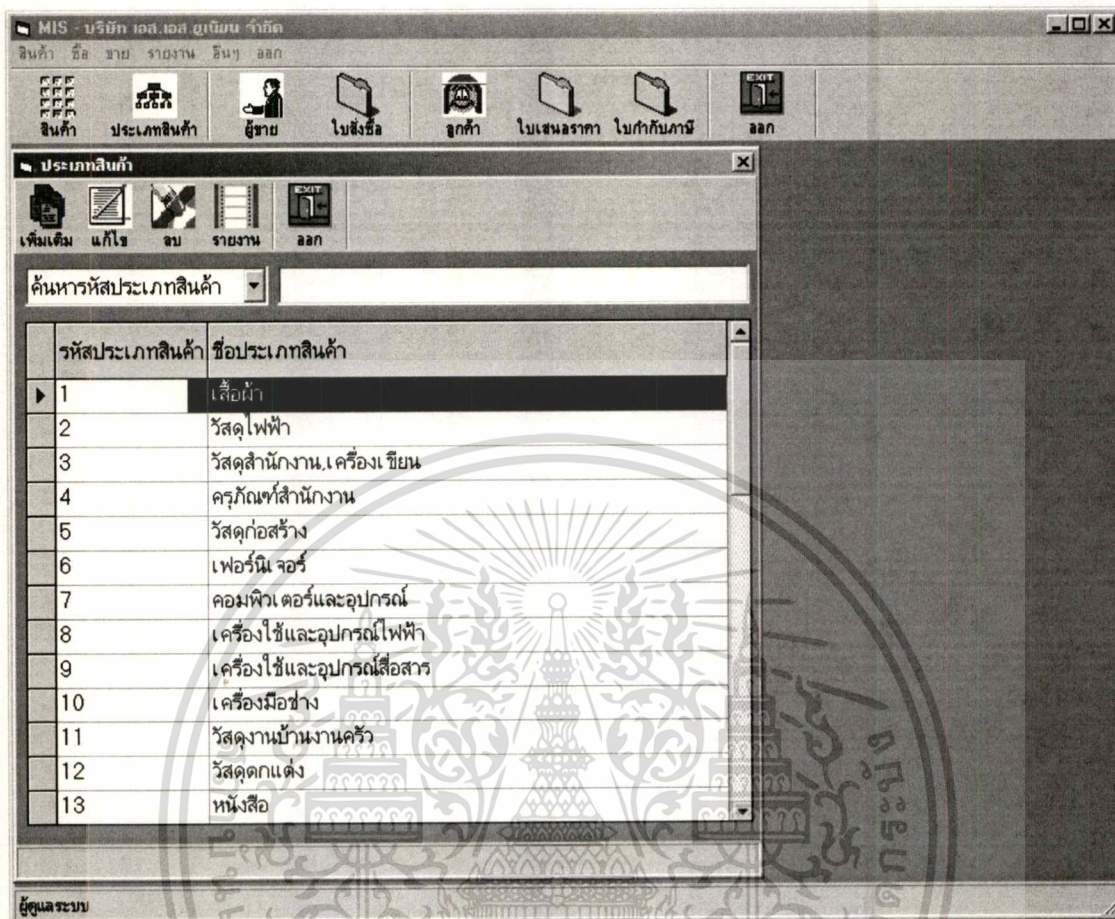 MIS - บริษัท เอส.เอส.ยูเนียน จำกัด
สินค้า ซื้อ ขาย รายงาน อื่นๆ ออก
EXIT
สินค้า ประเภทสินค้า ผู้ขาย ใบสั่งซื้อ ลูกค้า ใบเสนอราคา ใบกำกับภาษี ออก
ประเภทสินค้า
EXIT
เพิ่มเติม แก้ไข ลบ รายงาน ออก
ค้นหารหัสประเภทสินค้า
รหัสประเภทสินค้า ชื่อประเภทสินค้า
1 เสื้อผ้า
2 วัสดุไฟฟ้า
3 วัสดุสำนักงาน,เครื่องเขียน
4 ครุภัณฑ์สำนักงาน
5 วัสดุก่อสร้าง
6 เฟอร์นิเจอร์
7 คอมพิวเตอร์และอุปกรณ์
8 เครื่องใช้และอุปกรณ์ไฟฟ้า
9 เครื่องใช้และอุปกรณ์สื่อสาร
10 เครื่องมือช่าง
11 วัสดุงานบ้านงานครัว
12 วัสดุตกแต่ง
13 หนังสือ
ผู้ดูแลระบบ